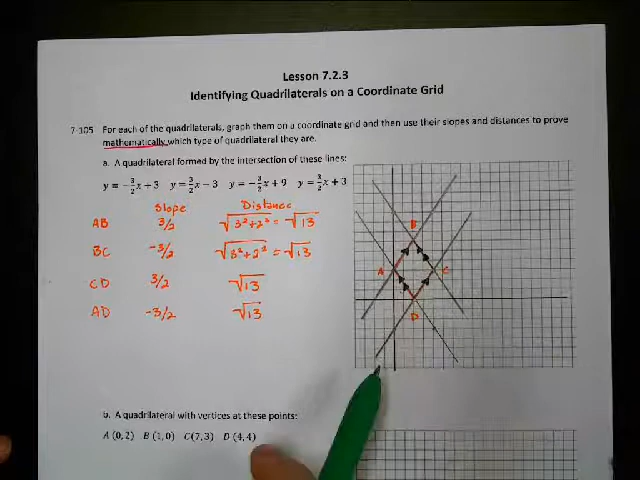 Lesson 7.2.3
Identifying Quadrilaterals on a Coordinate Grid
7-105 For each of the quadrilaterals, graph them on a coordinate grid and then use their slopes and distances to prove
mathematically which type of quadrilateral they are.
a. A quadrilateral formed by the intersection of these lines:
y = -3/2x + 3 y = 3/2x - 3 y = -3/2x + 9 y = 3/2x + 3
Slope Distance
AB 3/2 √3²+2² = √13
BC -3/2 √3²+2² = √13
CD 3/2 √13
AD -3/2 √13
B
A C
D
b. A quadrilateral with vertices at these points:
A (0,2) B (1,0) C(7,3) D (4,4)